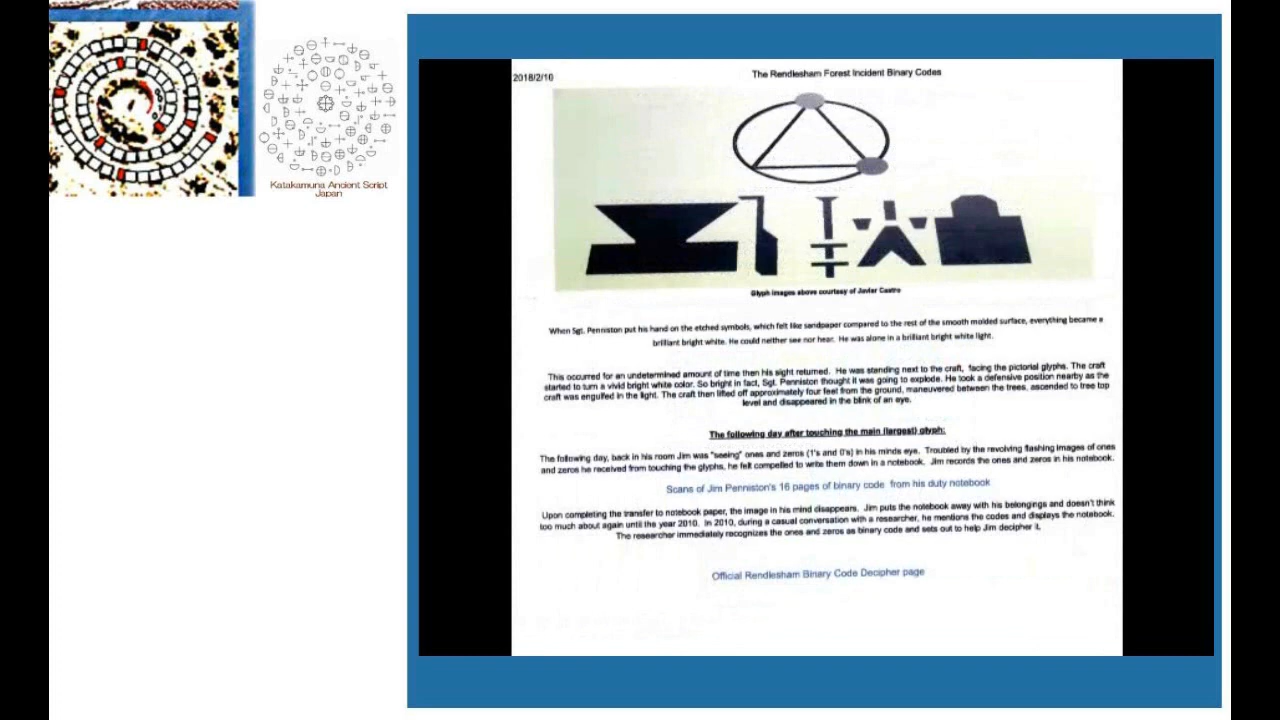 Katakamuna Ancient Script
Japan
2018/2/10
The Rendlesham Forest Incident Binary Codes
Glyph images above courtesy of Javier Castro
When Sgt. Penniston put his hand on the etched symbols, which felt like sandpaper compared to the rest of the smooth molded surface, everything became a
brilliant bright white. He could neither see nor hear. He was alone in a brilliant bright white light.
This occurred for an undetermined amount of time then his sight returned. He was standing next to the craft, facing the pictorial glyphs. The craft
started to turn a vivid bright white color. So bright in fact, Sgt. Penniston thought it was going to explode. He took a defensive position nearby as the
craft was engulfed in the light. The craft then lifted off approximately four feet from the ground, maneuvered between the trees, ascended to tree top
level and disappeared in the blink of an eye.
The following day after touching the main (largest) glyph:
The following day, back in his room Jim was "seeing" ones and zeros (1's and 0's) in his minds eye. Troubled by the revolving flashing images of ones
and zeros he received from touching the glyphs, he felt compelled to write them down in a notebook. Jim records the ones and zeros in his notebook.
Scans of Jim Penniston's 16 pages of binary code from his duty notebook
Upon completing the transfer to notebook paper, the image in his mind disappears. Jim puts the notebook away with his belongings and doesn't think
too much about again until the year 2010. In 2010, during a casual conversation with a researcher, he mentions the codes and displays the notebook.
The researcher immediately recognizes the ones and zeros as binary code and sets out to help Jim decipher it.
Official Rendlesham Binary Code Decipher page